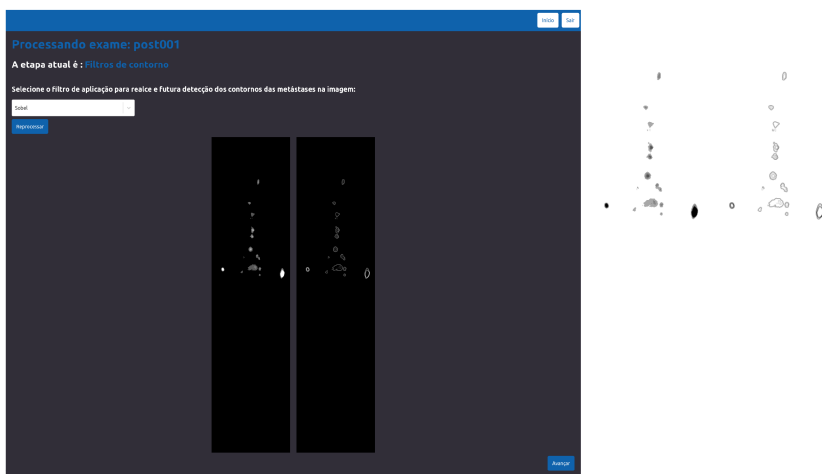 Início Sair
Processando exame: post001
A etapa atual é : Filtros de contorno
Selecione o filtro de aplicação para realce e futura detecção dos contornos das metástases na imagem:
Sobel
Reprocessar
Avançar